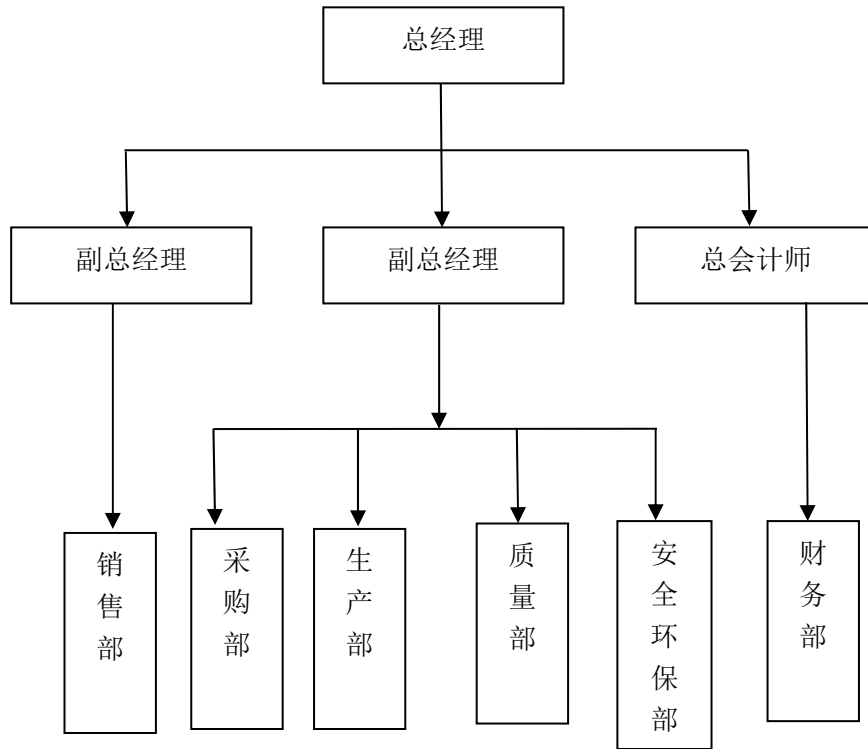 总经理
副总经理
副总经理
总会计师
销售部
采购部
生产部
质量部
安全环保部
财务部